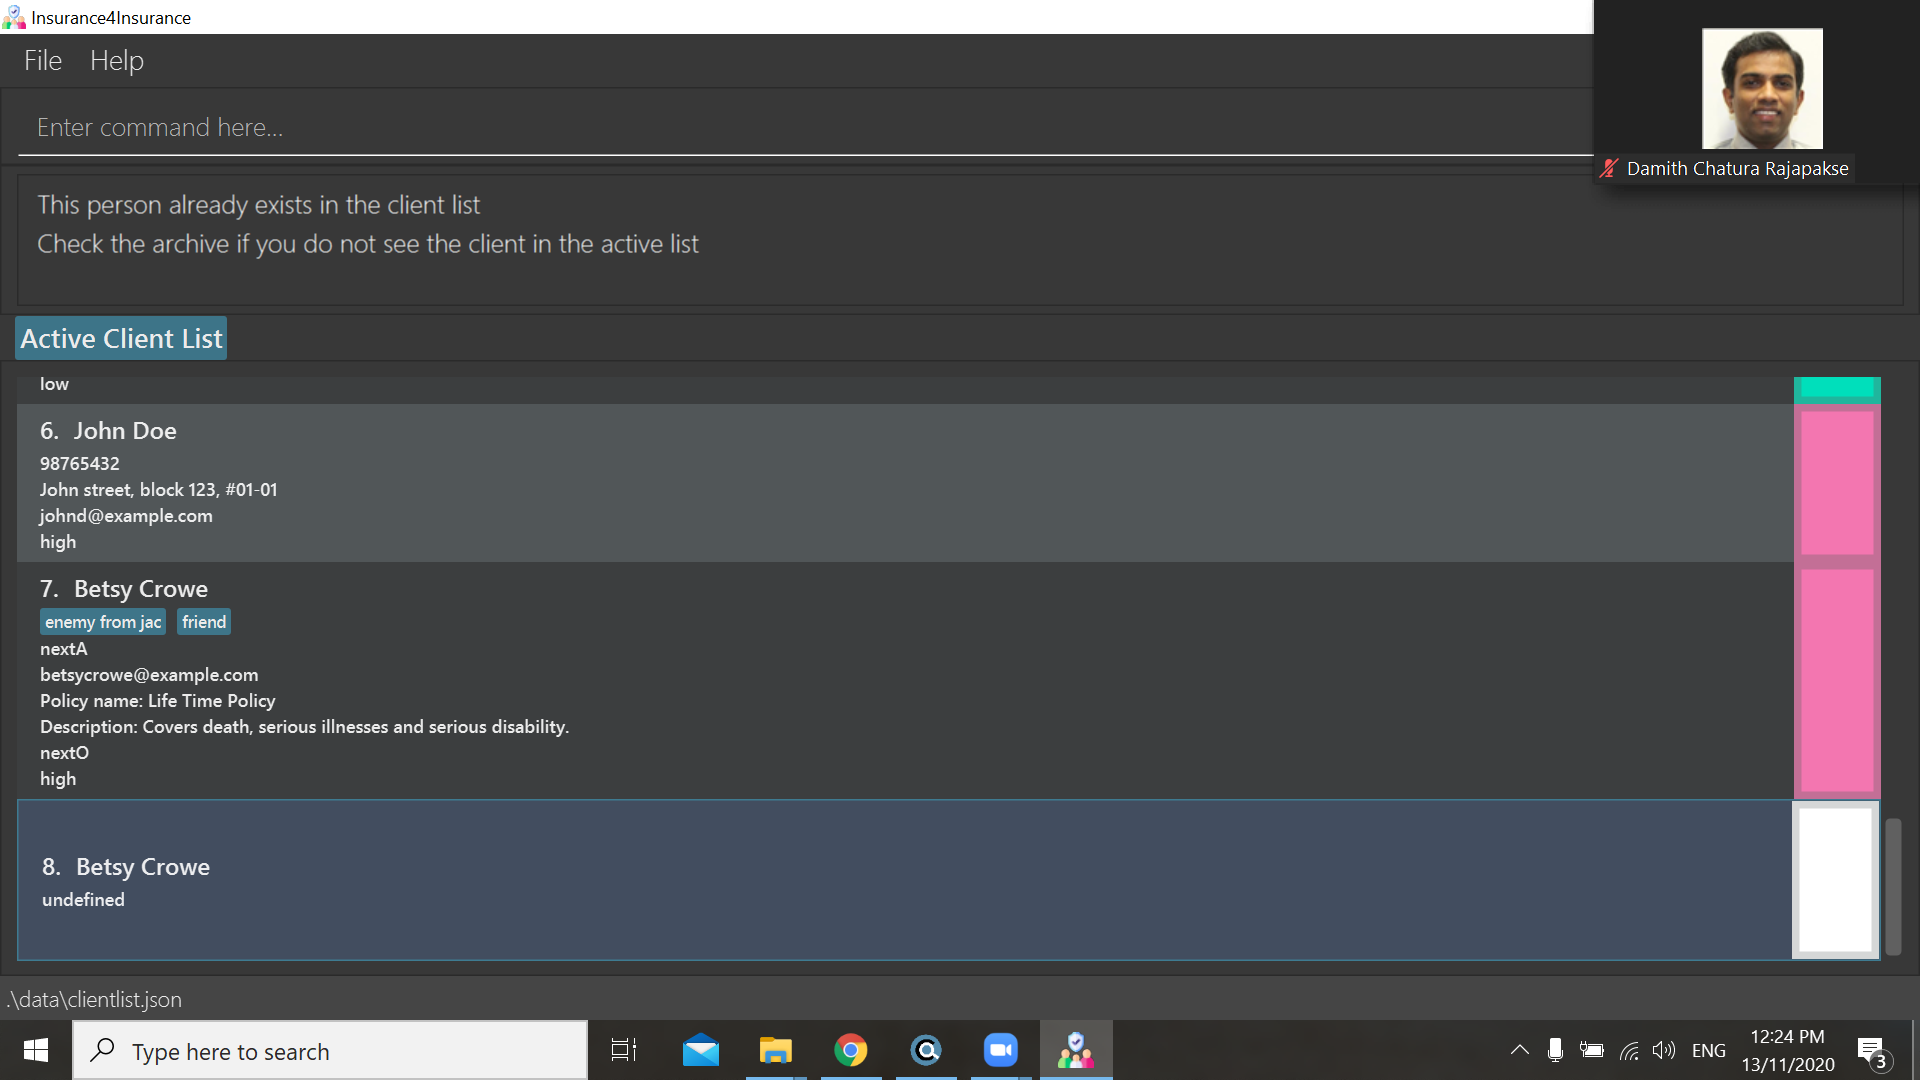 Insurance4Insurance
File Help
Enter command here...
Damith Chatura Rajapakse
This person already exists in the client list
Check the archive if you do not see the client in the active list
Active Client List
low
6. John Doe
98765432
John street, block 123, #01-01
johnd@example.com
high
7. Betsy Crowe
enemy from jac friend
nextA
betsycrowe@example.com
Policy name: Life Time Policy
Description: Covers death, serious illnesses and serious disability.
nextO
high
8. Betsy Crowe
undefined
.\data\clientlist.json
Type here to search
ENG
12:24 PM
13/11/2020
3